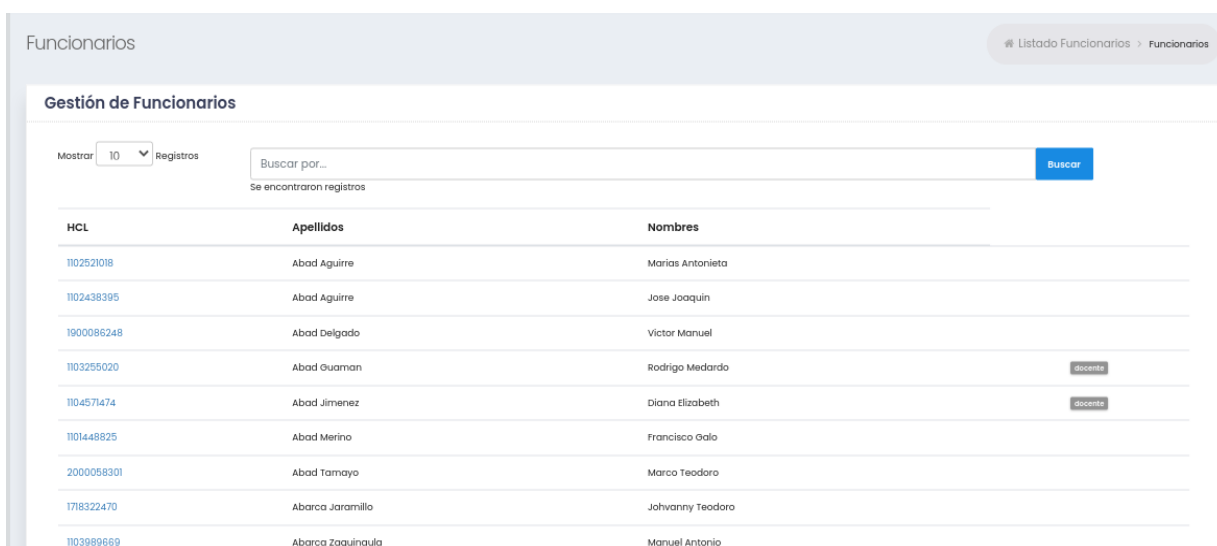 Funcionarios
Listado Funcionarios > Funcionarios
Gestión de Funcionarios
Mostrar 10 Registros
Buscar por...
Buscar
Se encontraron registros
HCL Apellidos Nombres
1102521018 Abad Aguirre Marias Antonieta
1102438395 Abad Aguirre Jose Joaquin
1900086248 Abad Delgado Victor Manuel
1103255020 Abad Guaman Rodrigo Medardo docente
1104571474 Abad Jimenez Diana Elizabeth docente
1101448825 Abad Merino Francisco Galo
2000058301 Abad Tamayo Marco Teodoro
1718322470 Abarca Jaramillo Johvanny Teodoro
1103989669 Abarca Zaquinaula Manuel Antonio